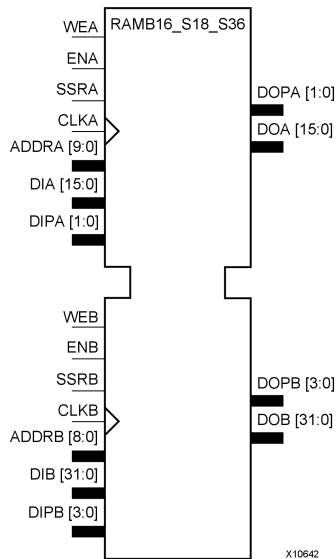 RAMB16_S18_S36
WEA
ENA
SSRA
CLKA
ADDRA [9:0]
DIA [15:0]
DIPA [1:0]
DOPA [1:0]
DOA [15:0]
WEB
ENB
SSRB
CLKB
ADDRB [8:0]
DIB [31:0]
DIPB [3:0]
DOPB [3:0]
DOB [31:0]
X10642